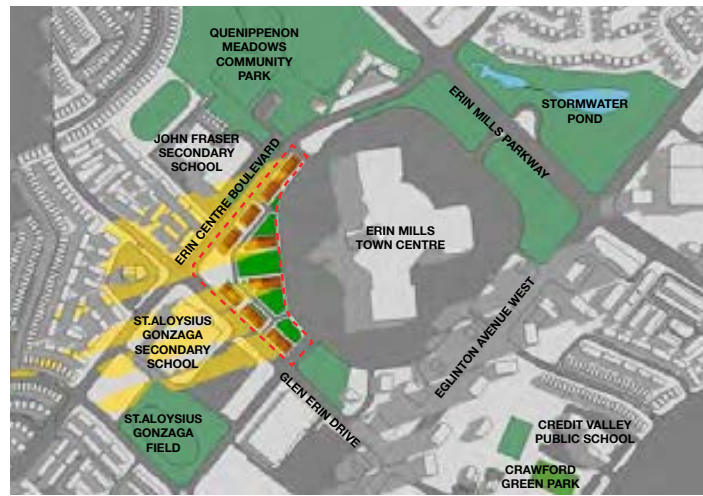 QUENIPPENON
MEADOWS
COMMUNITY
PARK
ERIN MILLS PARKWAY
STORMWATER
POND
JOHN FRASER
SECONDARY
SCHOOL
ERIN CENTRE BOULEVARD
ERIN MILLS
TOWN CENTRE
ST.ALOYSIUS
GONZAGA
SECONDARY
SCHOOL
EGLINTON AVENUE WEST
GLEN ERIN DRIVE
ST.ALOYSIUS
GONZAGA
FIELD
CREDIT VALLEY
PUBLIC SCHOOL
CRAWFORD
GREEN PARK